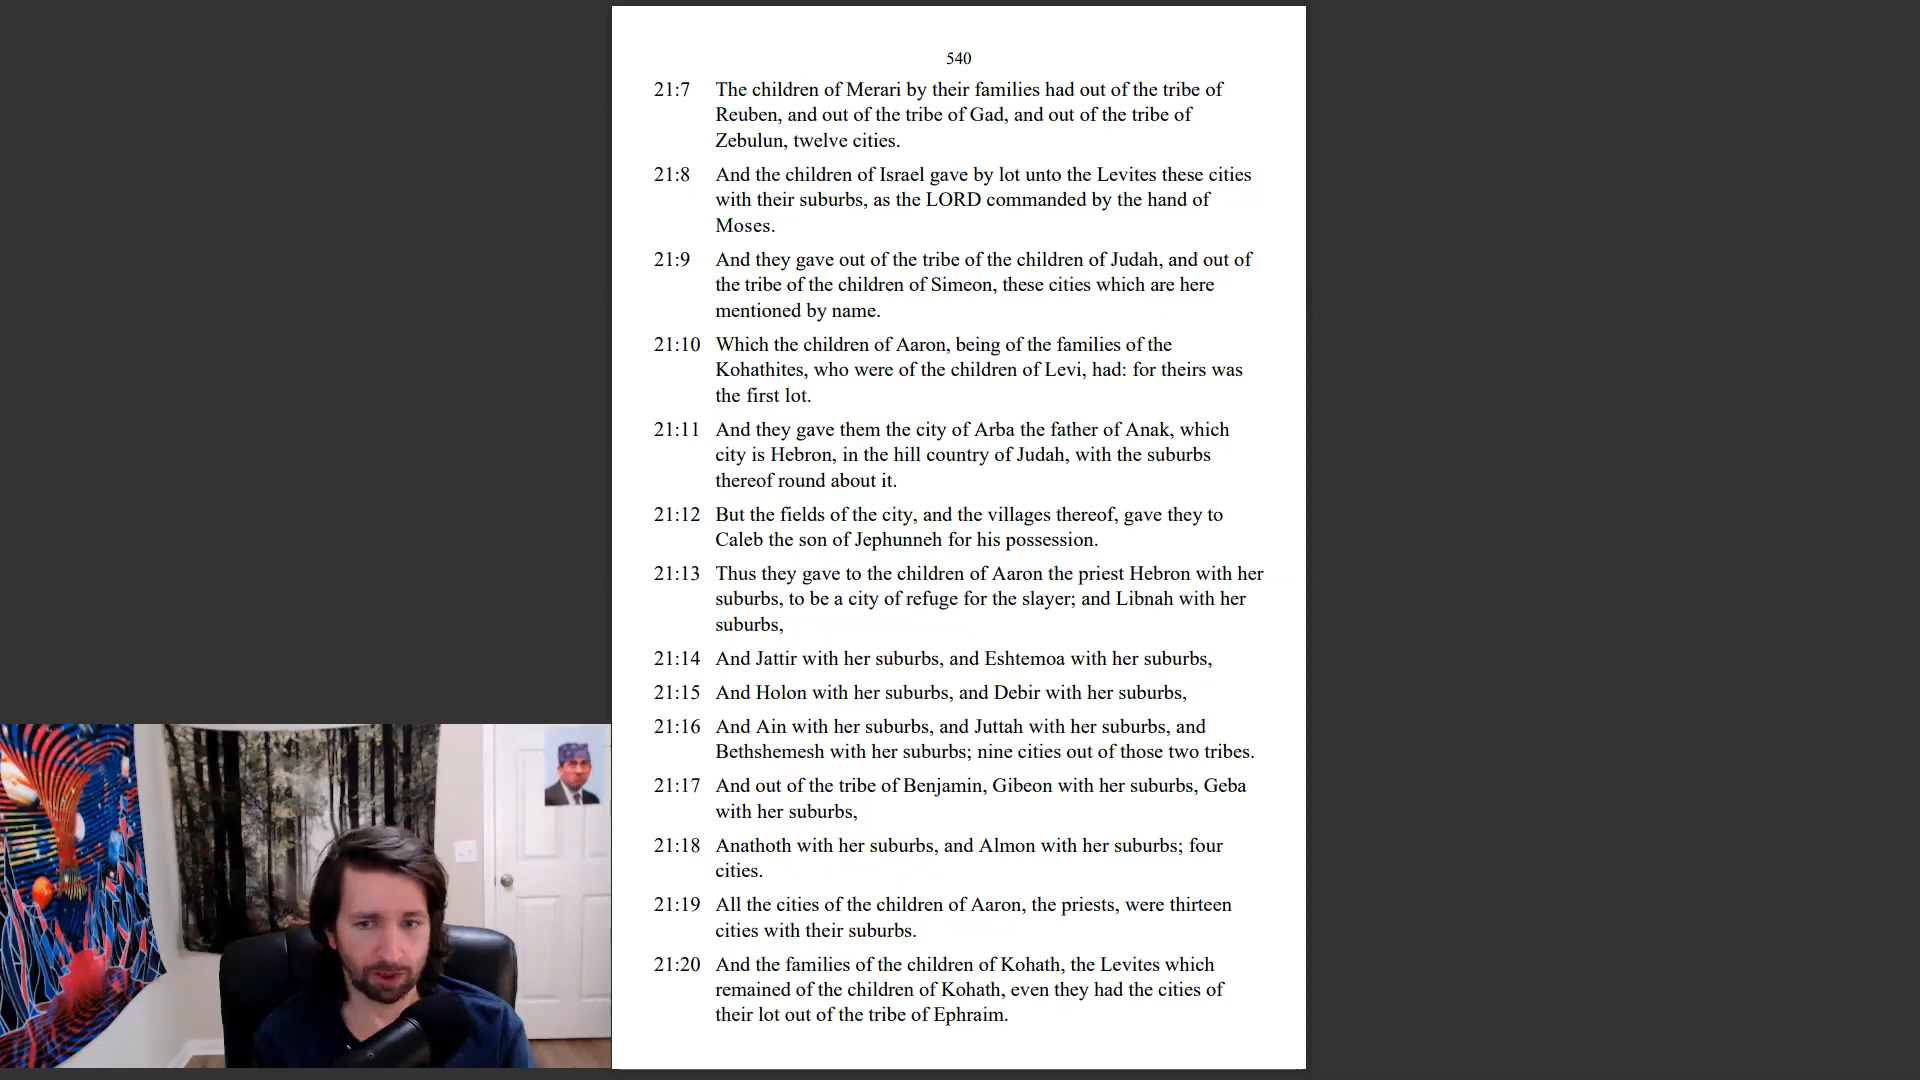 540
21:7 The children of Merari by their families had out of the tribe of
Reuben, and out of the tribe of Gad, and out of the tribe of
Zebulun, twelve cities.
21:8 And the children of Israel gave by lot unto the Levites these cities
with their suburbs, as the LORD commanded by the hand of
Moses.
21:9 And they gave out of the tribe of the children of Judah, and out of
the tribe of the children of Simeon, these cities which are here
mentioned by name.
21:10 Which the children of Aaron, being of the families of the
Kohathites, who were of the children of Levi, had: for theirs was
the first lot.
21:11 And they gave them the city of Arba the father of Anak, which
city is Hebron, in the hill country of Judah, with the suburbs
thereof round about it.
21:12 But the fields of the city, and the villages thereof, gave they to
Caleb the son of Jephunneh for his possession.
21:13 Thus they gave to the children of Aaron the priest Hebron with her
suburbs, to be a city of refuge for the slayer; and Libnah with her
suburbs,
21:14 And Jattir with her suburbs, and Eshtemoa with her suburbs,
21:15 And Holon with her suburbs, and Debir with her suburbs,
21:16 And Ain with her suburbs, and Juttah with her suburbs, and
Bethshemesh with her suburbs; nine cities out of those two tribes.
21:17 And out of the tribe of Benjamin, Gibeon with her suburbs, Geba
with her suburbs,
21:18 Anathoth with her suburbs, and Almon with her suburbs; four
cities.
21:19 All the cities of the children of Aaron, the priests, were thirteen
cities with their suburbs.
21:20 And the families of the children of Kohath, the Levites which
remained of the children of Kohath, even they had the cities of
their lot out of the tribe of Ephraim.